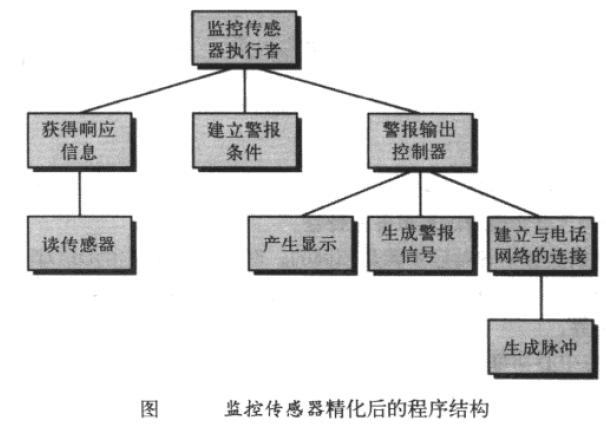 监控传感
器执行者
获得响应
信息
建立警报
条件
警报输出
控制器
读传感器
产生显示
生成警报
信号
建立与电话
网络的连接
生成脉冲
图 监控传感器精化后的程序结构